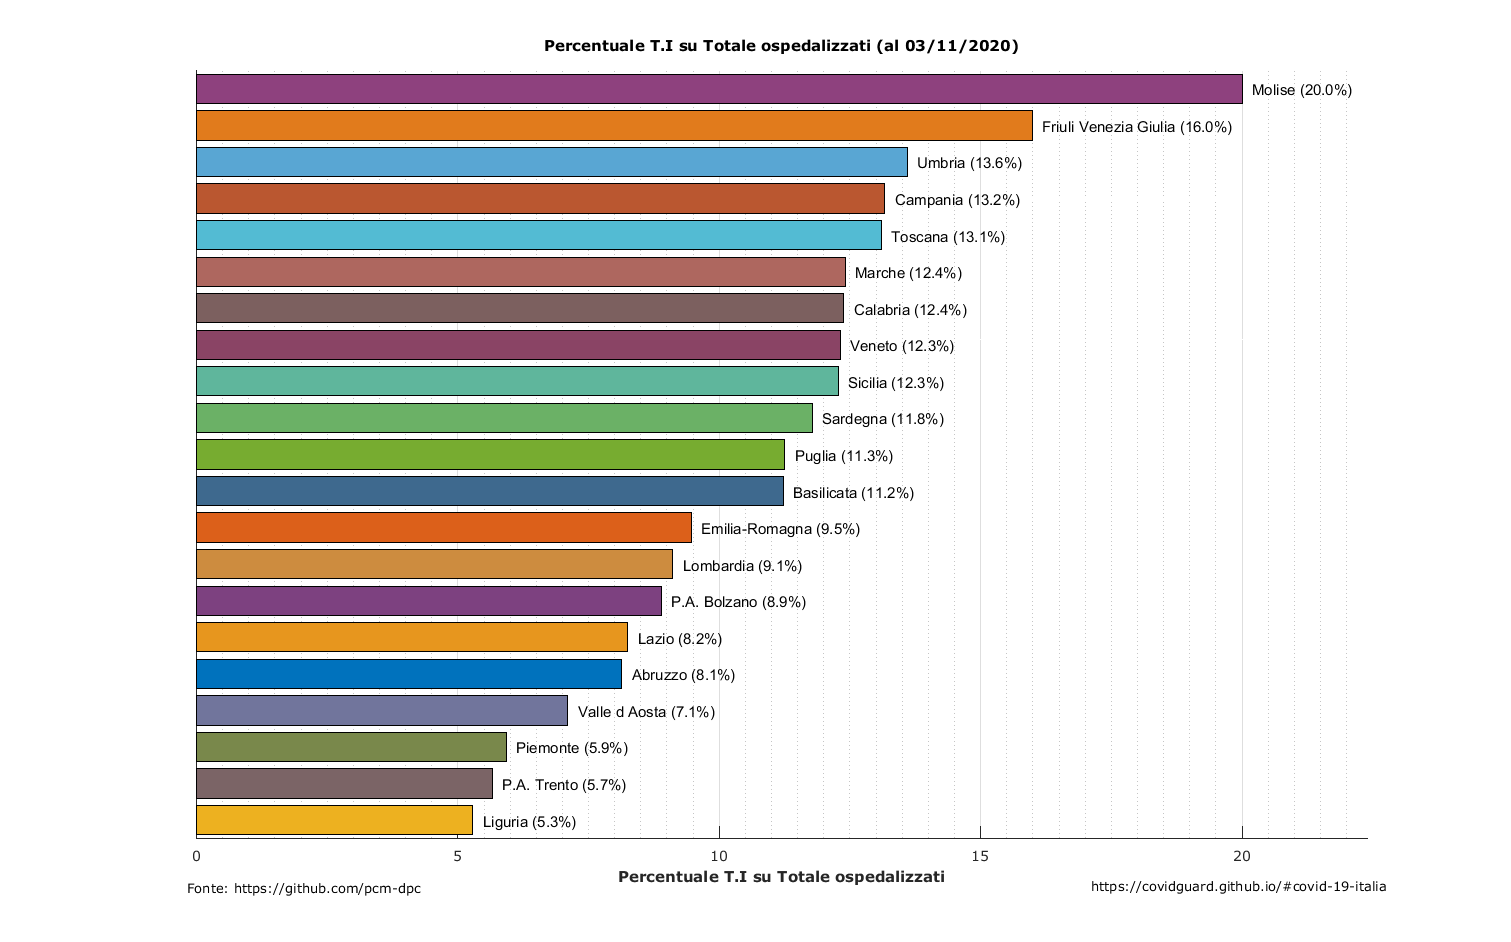 Percentuale T.I su Totale ospedalizzati (al 03/11/2020)
Molise (20.0%)
Friuli Venezia Giulia (16.0%)
Umbria (13.6%)
Campania (13.2%)
Toscana (13.1%)
Marche (12.4%)
Calabria (12.4%)
Veneto (12.3%)
Sicilia (12.3%)
Sardegna (11.8%)
Puglia (11.3%)
Basilicata (11.2%)
Emilia-Romagna (9.5%)
Lombardia (9.1%)
P.A. Bolzano (8.9%)
Lazio (8.2%)
Abruzzo (8.1%)
Valle d Aosta (7.1%)
Piemonte (5.9%)
P.A. Trento (5.7%)
Liguria (5.3%)
0 5 10 15 20
Percentuale T.I su Totale ospedalizzati
Fonte: https://github.com/pcm-dpc
https://covidguard.github.io/#covid-19-italia